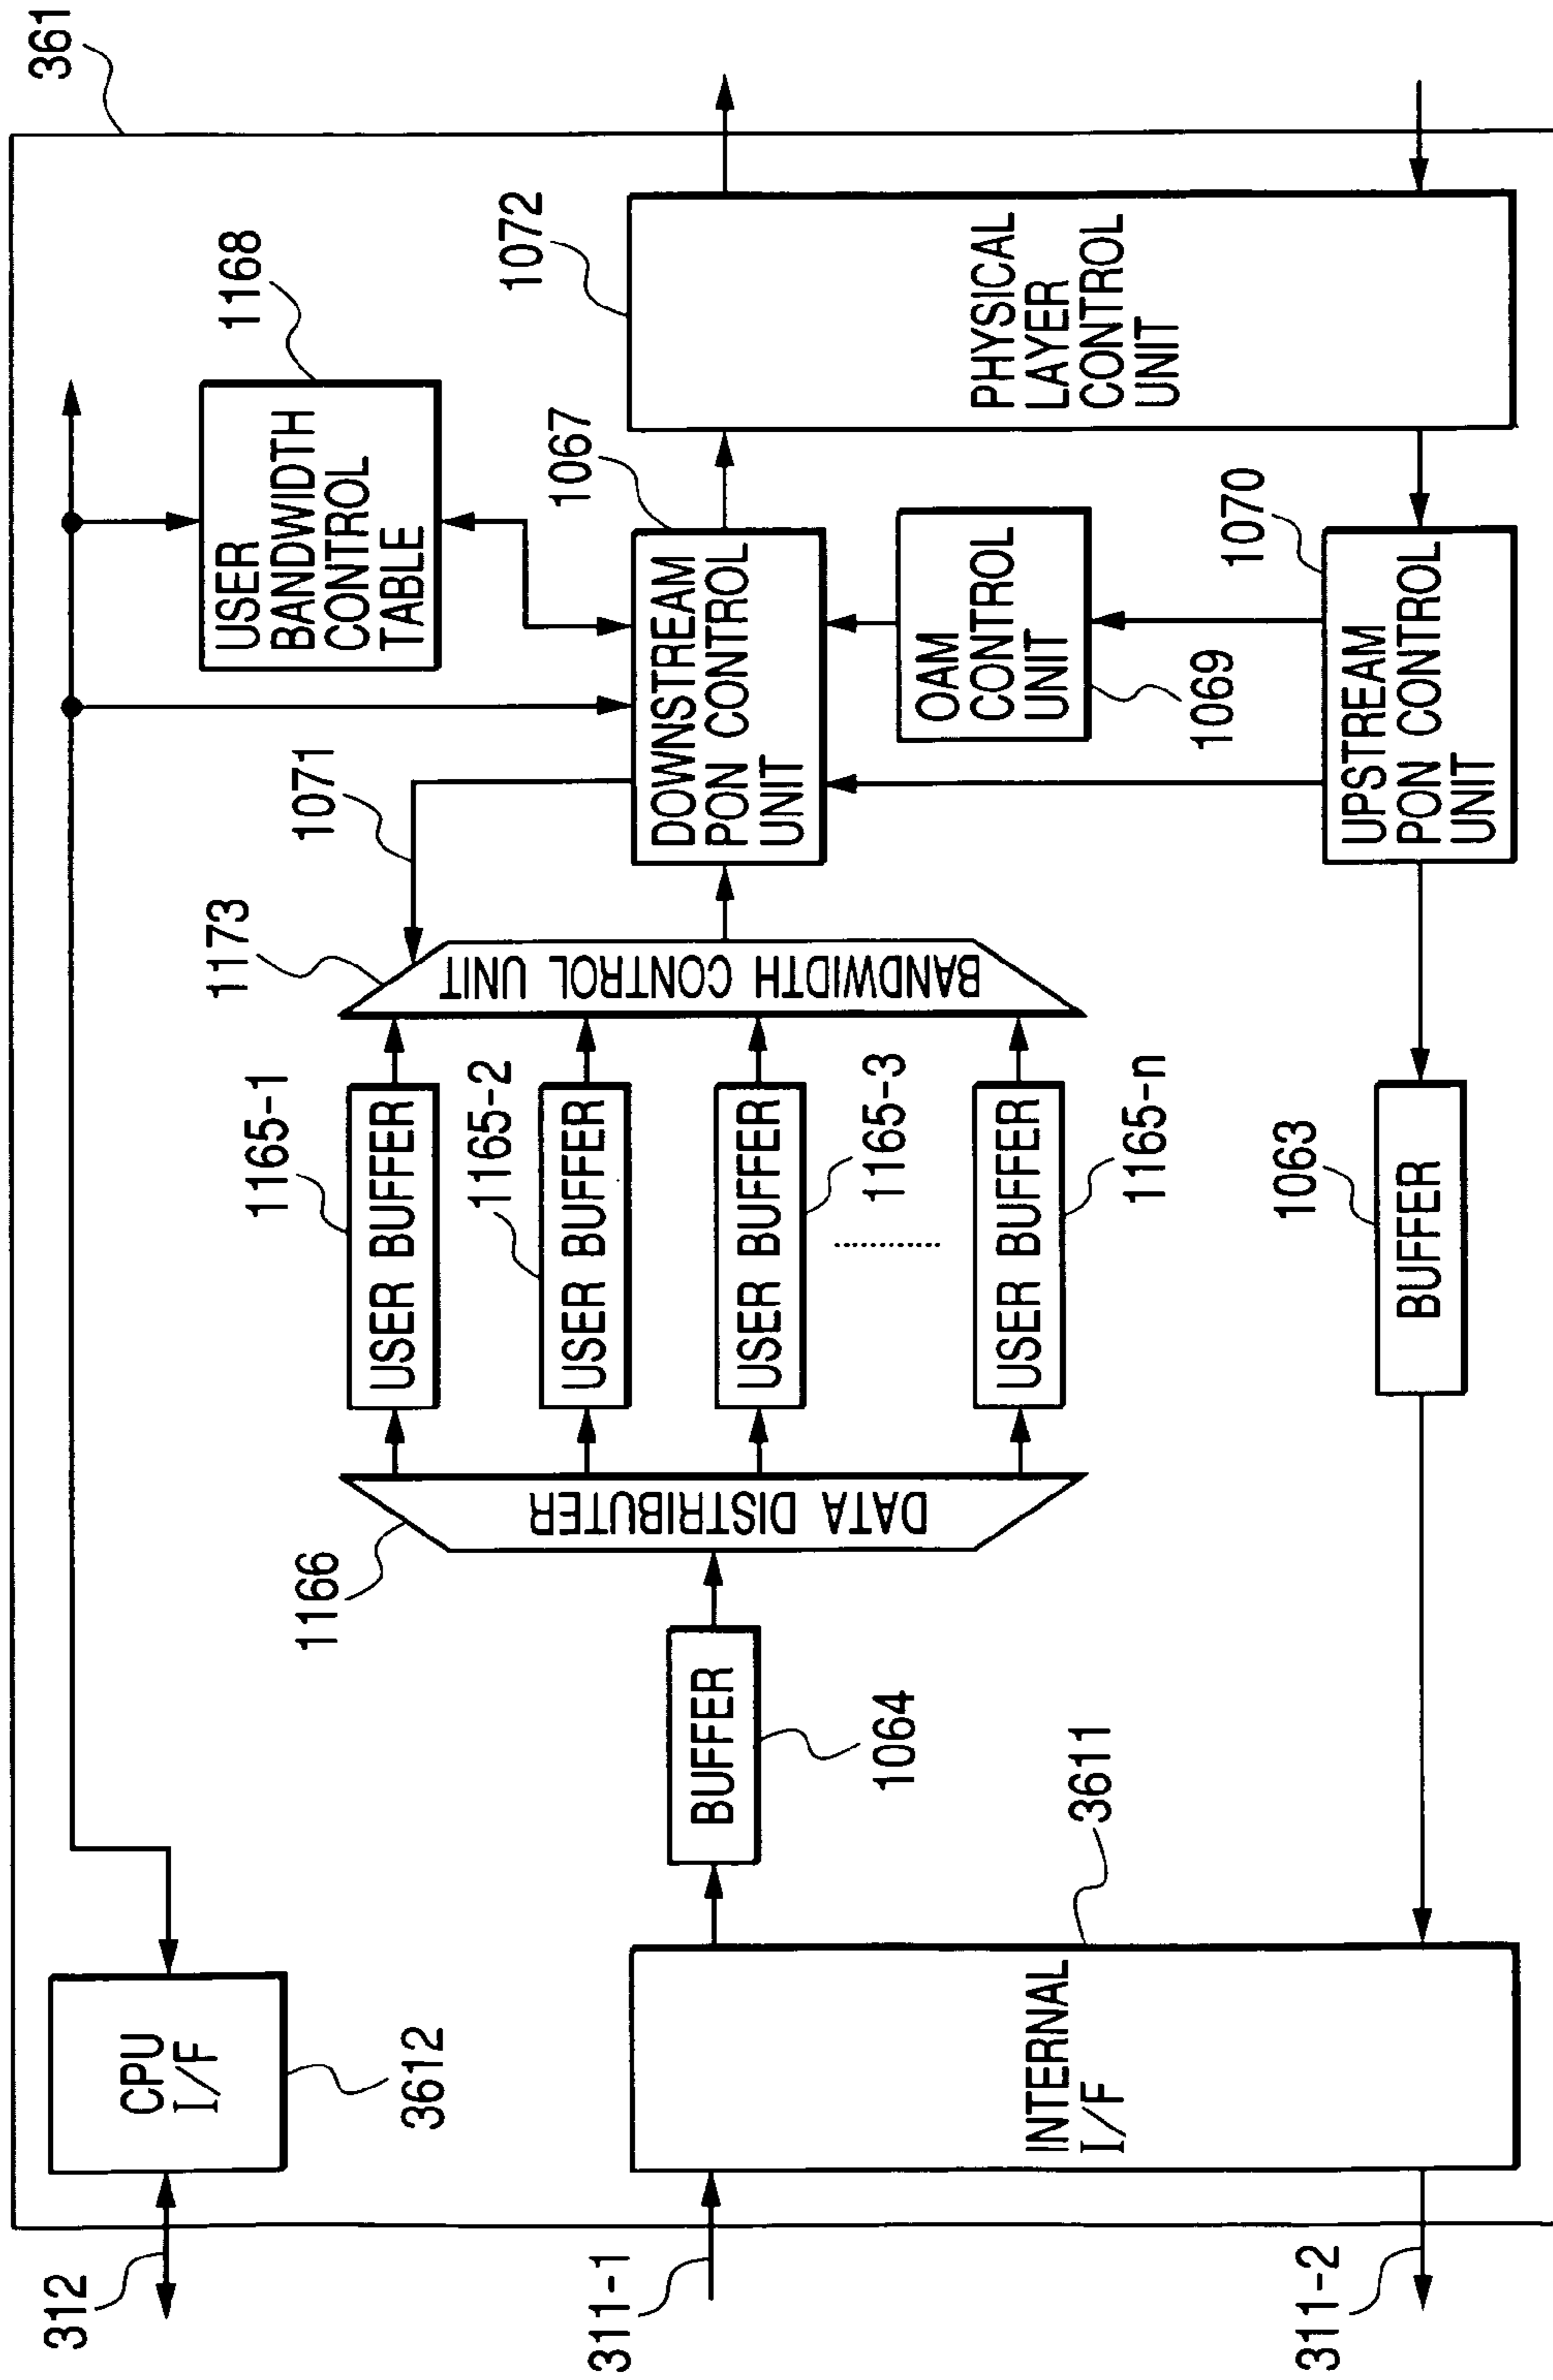 361
312
CPU
I/F
3612
USER
BANDWIDTH
CONTROL
TABLE
1168
1071
1173
1166
1165-1
USER BUFFER
1165-2
USER BUFFER
USER BUFFER
1165-3
USER BUFFER
1165-n
DATA DISTRIBUTER
BANDWIDTH CONTROL UNIT
1067
DOWNSTREAM
PON CONTROL
UNIT
1072
PHYSICAL
LAYER
CONTROL
UNIT
311-1
BUFFER
1064
INTERNAL
I/F
3611
OAM
CONTROL
UNIT
1069
1070
UPSTREAM
PON CONTROL
UNIT
1063
BUFFER
311-2